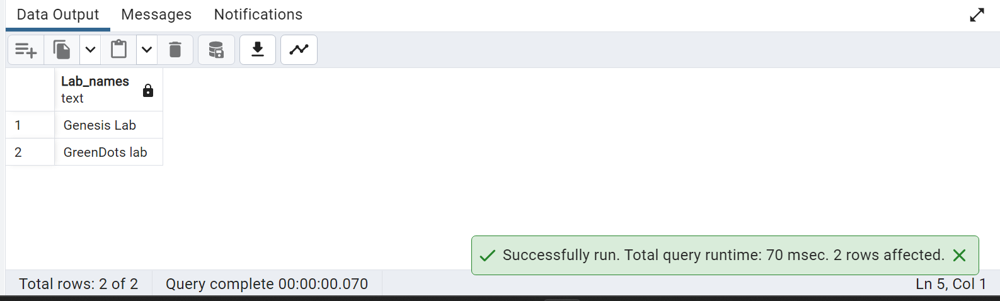 Data Output Messages Notifications
Lab_names
text
1 Genesis Lab
2 GreenDots lab
Successfully run. Total query runtime: 70 msec. 2 rows affected.
Total rows: 2 of 2 Query complete 00:00:00.070 Ln 5, Col 1